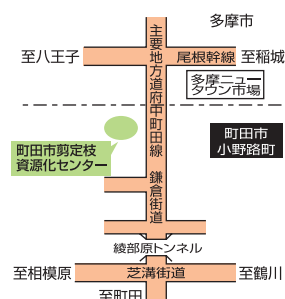 多摩市
主要地方道府中町田線 鎌倉街道
至八王子
尾根幹線
至稲城
多摩ニュー
タウン市場
町田市
小野路町
町田市剪定枝
資源化センター
綾部原トンネル
至相模原
芝溝街道
至鶴川
至町田